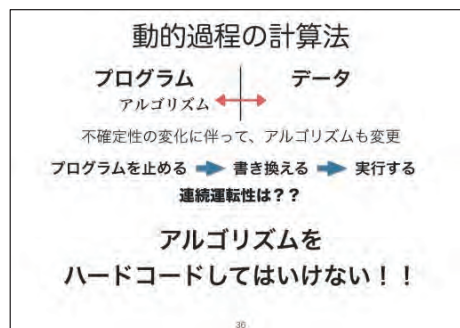 動的過程の計算法
プログラム データ
アルゴリズム
不確定性の変化に伴って、アルゴリズムも変更
プログラムを止める 書き換える 実行する
連続運転性は？？
アルゴリズムを
ハードコードしてはいけない！！
30